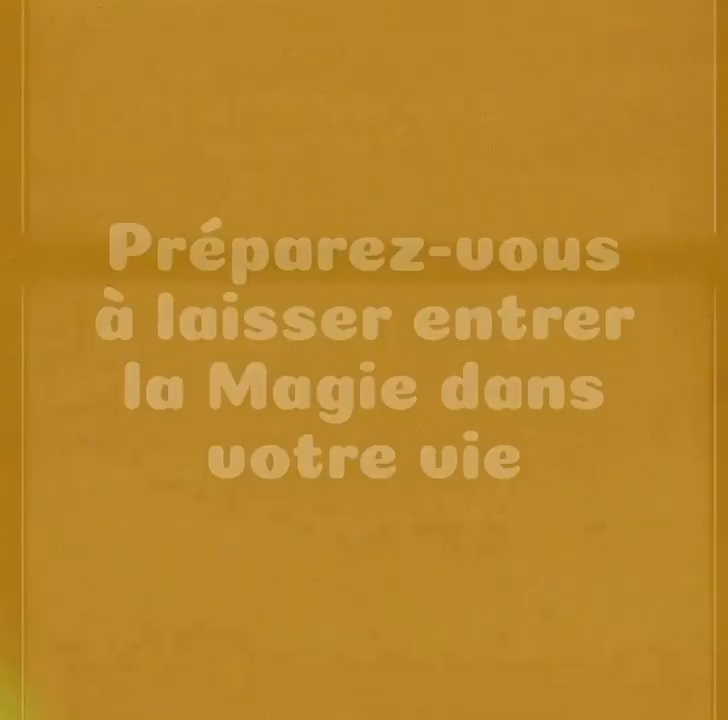 Préparez-vous
à laisser entrer
la Magie dans
votre vie